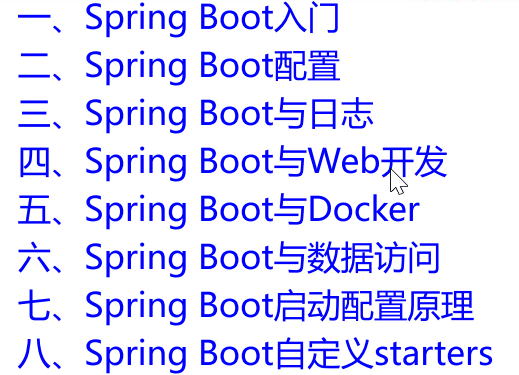 一、Spring Boot入门
二、Spring Boot配置
三、Spring Boot与日志
四、Spring Boot与Web开发
五、Spring Boot与Docker
六、Spring Boot与数据访问
七、Spring Boot启动配置原理
八、Spring Boot自定义starters